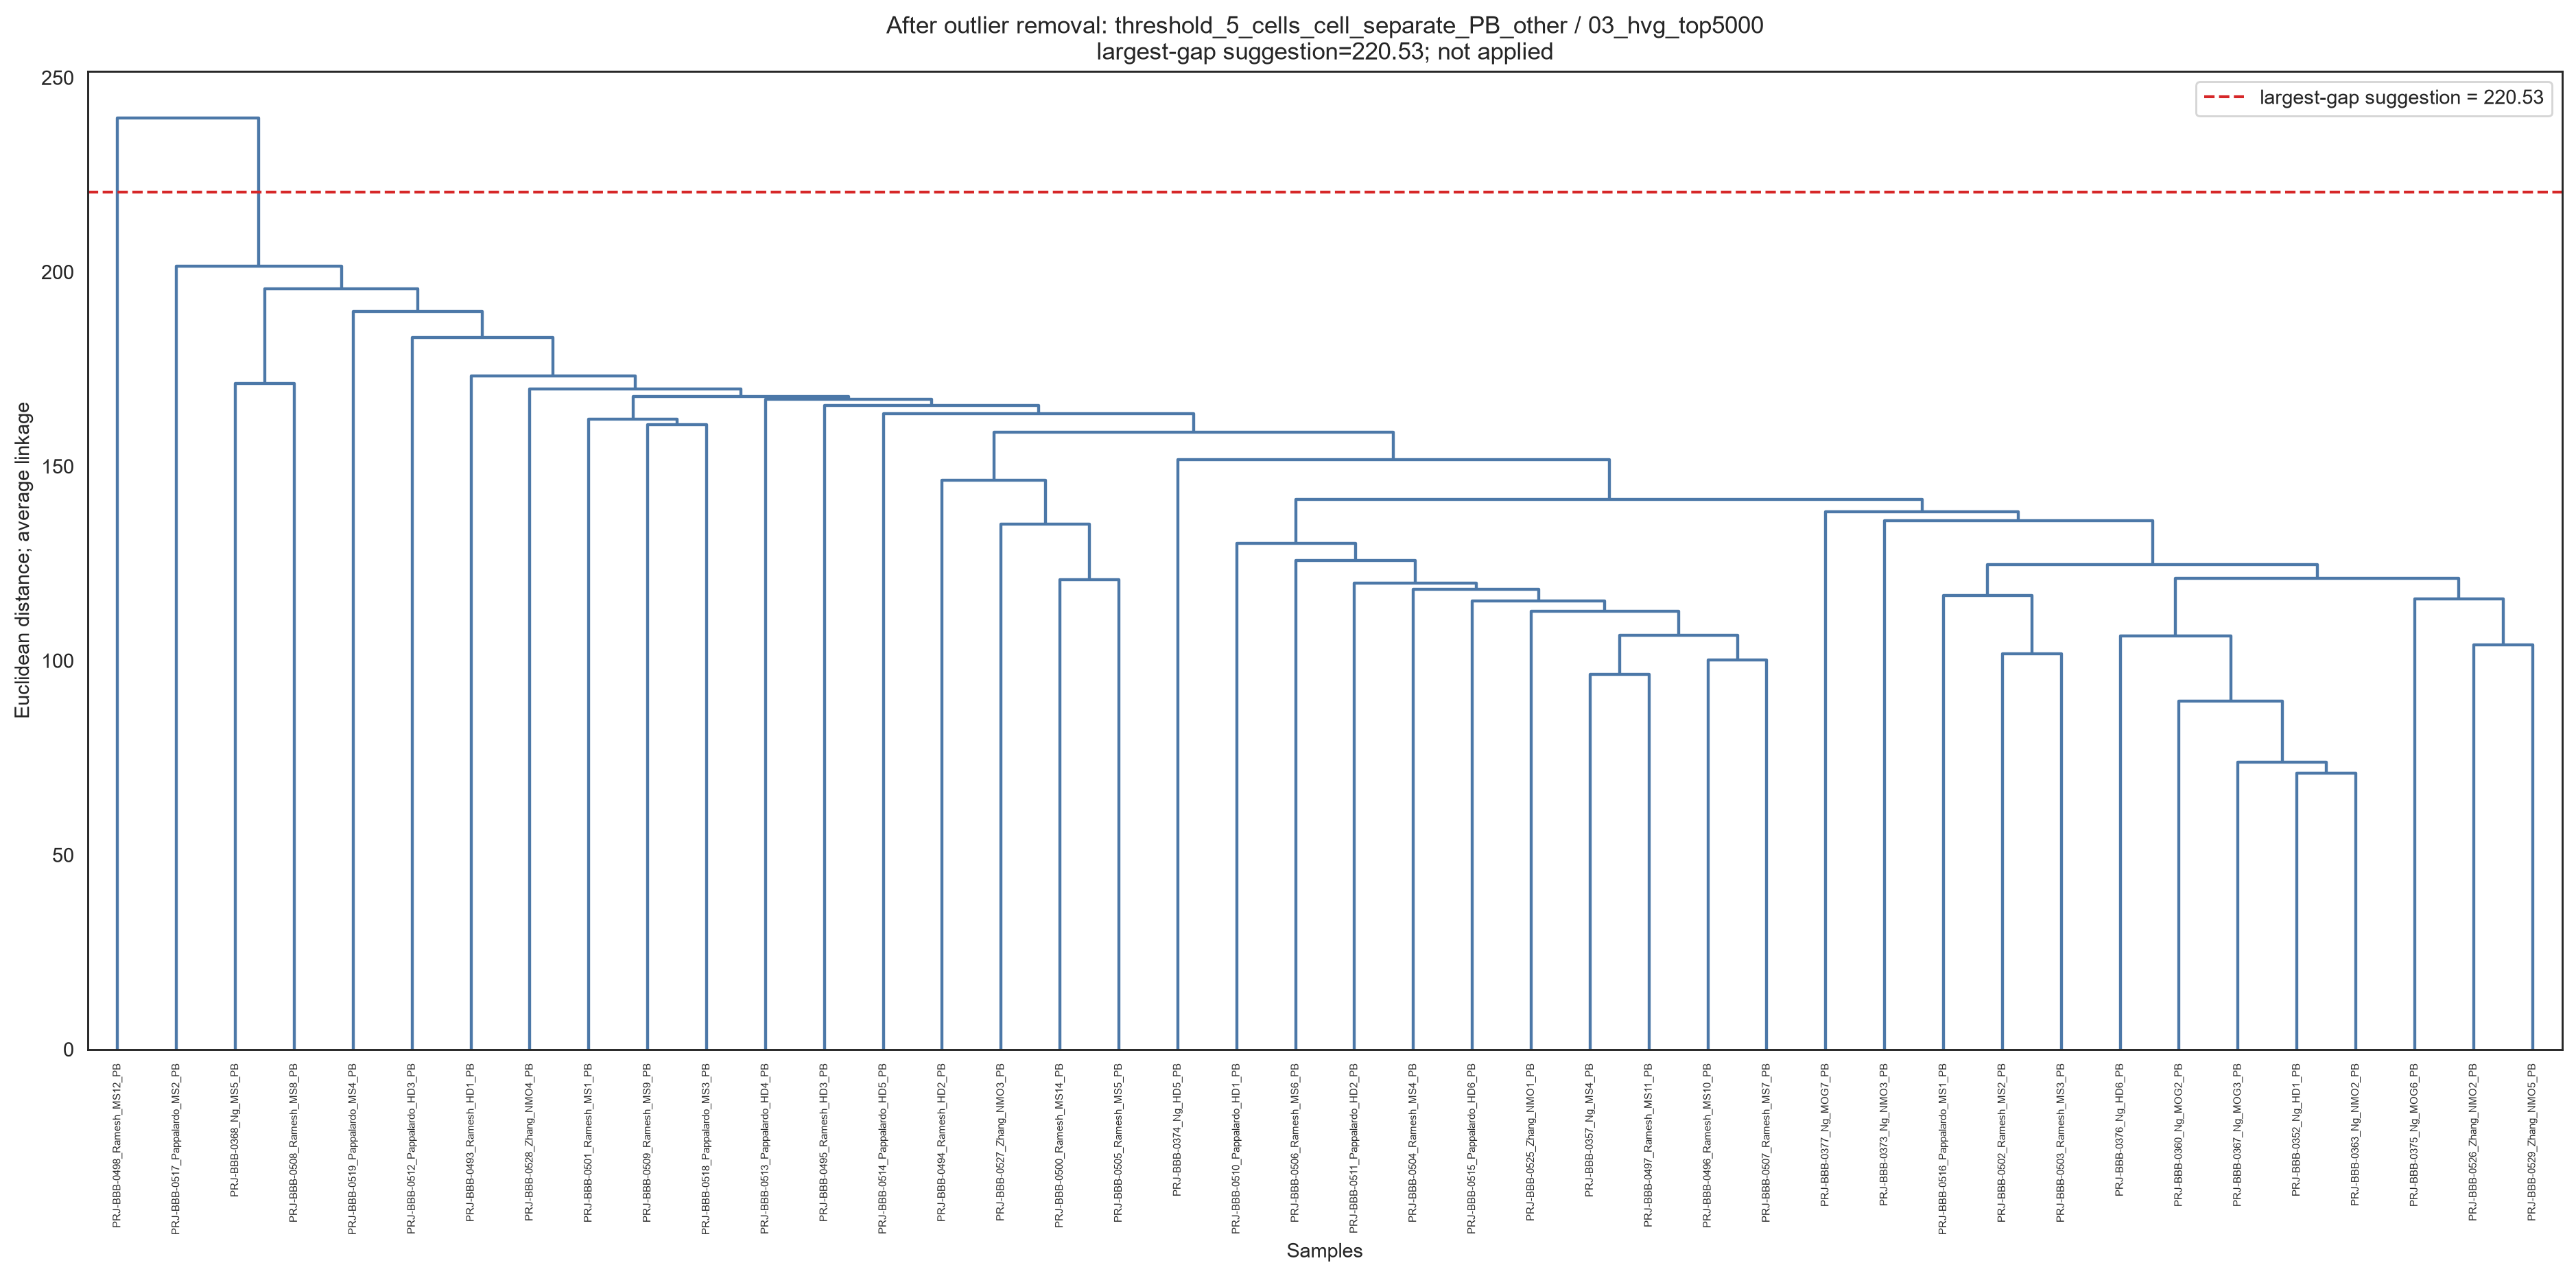 After outlier removal: threshold_5_cells_cell_separate_PB_other / 03_hvg_top5000
largest-gap suggestion=220.53; not applied
largest-gap suggestion = 220.53
Euclidean distance; average linkage
250
200
150
100
50
0
PRJ-BBB-0498_Ramesh_MS12_PB
PRJ-BBB-0517_Pappalardo_MS2_PB
PRJ-BBB-0368_Ng_MS5_PB
PRJ-BBB-0508_Ramesh_MS8_PB
PRJ-BBB-0519_Pappalardo_MS4_PB
PRJ-BBB-0512_Pappalardo_HD3_PB
PRJ-BBB-0493_Ramesh_HD1_PB
PRJ-BBB-0528_Zhang_NMO4_PB
PRJ-BBB-0501_Ramesh_MS1_PB
PRJ-BBB-0509_Ramesh_MS9_PB
PRJ-BBB-0518_Pappalardo_MS3_PB
PRJ-BBB-0513_Pappalardo_HD4_PB
PRJ-BBB-0495_Ramesh_HD3_PB
PRJ-BBB-0514_Pappalardo_HD5_PB
PRJ-BBB-0494_Ramesh_HD2_PB
PRJ-BBB-0527_Zhang_NMO3_PB
PRJ-BBB-0500_Ramesh_MS14_PB
PRJ-BBB-0505_Ramesh_MS5_PB
PRJ-BBB-0374_Ng_HD5_PB
PRJ-BBB-0510_Pappalardo_HD1_PB
PRJ-BBB-0506_Ramesh_MS6_PB
PRJ-BBB-0511_Pappalardo_HD2_PB
PRJ-BBB-0504_Ramesh_MS4_PB
PRJ-BBB-0515_Pappalardo_HD6_PB
PRJ-BBB-0525_Zhang_NMO1_PB
PRJ-BBB-0357_Ng_MS4_PB
PRJ-BBB-0497_Ramesh_MS11_PB
PRJ-BBB-0496_Ramesh_MS10_PB
PRJ-BBB-0507_Ramesh_MS7_PB
PRJ-BBB-0377_Ng_MOG7_PB
PRJ-BBB-0373_Ng_NMO3_PB
PRJ-BBB-0516_Pappalardo_MS1_PB
PRJ-BBB-0502_Ramesh_MS2_PB
PRJ-BBB-0503_Ramesh_MS3_PB
PRJ-BBB-0376_Ng_HD6_PB
PRJ-BBB-0360_Ng_MOG2_PB
PRJ-BBB-0367_Ng_MOG3_PB
PRJ-BBB-0352_Ng_HD1_PB
PRJ-BBB-0363_Ng_NMO2_PB
PRJ-BBB-0375_Ng_MOG6_PB
PRJ-BBB-0526_Zhang_NMO2_PB
PRJ-BBB-0529_Zhang_NMO5_PB
Samples